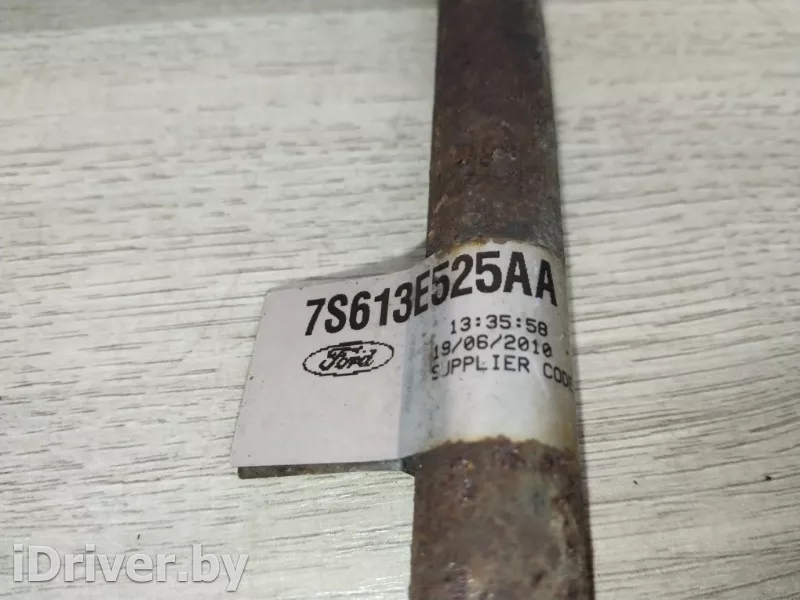 7S613E525AA
13:35:58
Ford
19/06/2010
SUPPLIER CODE
iDriver.by